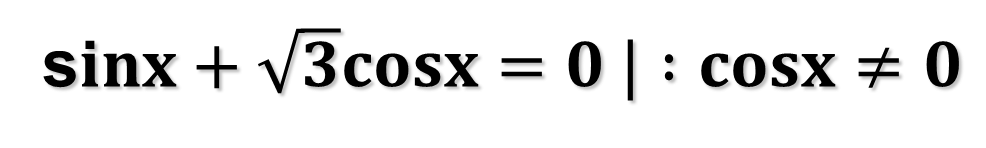 sinx + √3cosx = 0 | : cosx ≠ 0